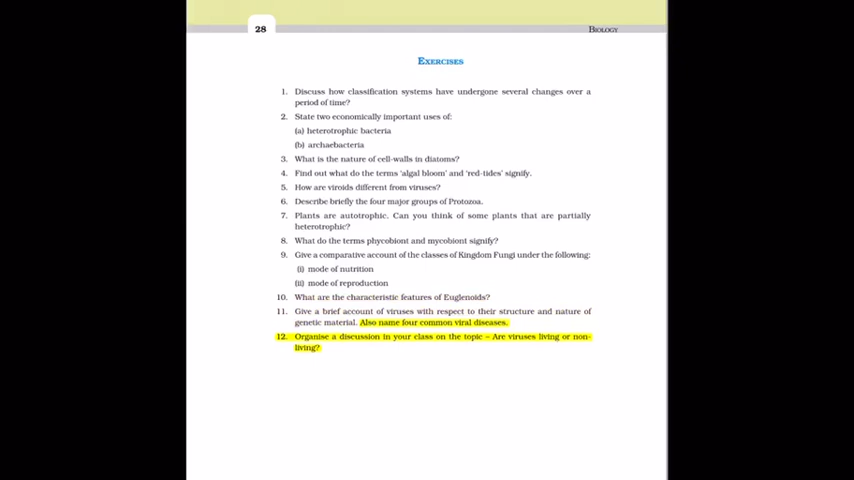 28
BIOLOGY
EXERCISES
1. Discuss how classification systems have undergone several changes over a
period of time?
2. State two economically important uses of:
(a) heterotrophic bacteria
(b) archaebacteria
3. What is the nature of cell-walls in diatoms?
4. Find out what do the terms 'algal bloom' and 'red-tides' signify.
5. How are viroids different from viruses?
6. Describe briefly the four major groups of Protozoa.
7. Plants are autotrophic. Can you think of some plants that are partially
heterotrophic?
8. What do the terms phycobiont and mycobiont signify?
9. Give a comparative account of the classes of Kingdom Fungi under the following:
(i) mode of nutrition
(ii) mode of reproduction
10. What are the characteristic features of Euglenoids?
11. Give a brief account of viruses with respect to their structure and nature of
genetic material. Also name four common viral diseases.
12. Organise a discussion in your class on the topic – Are viruses living or non-
living?